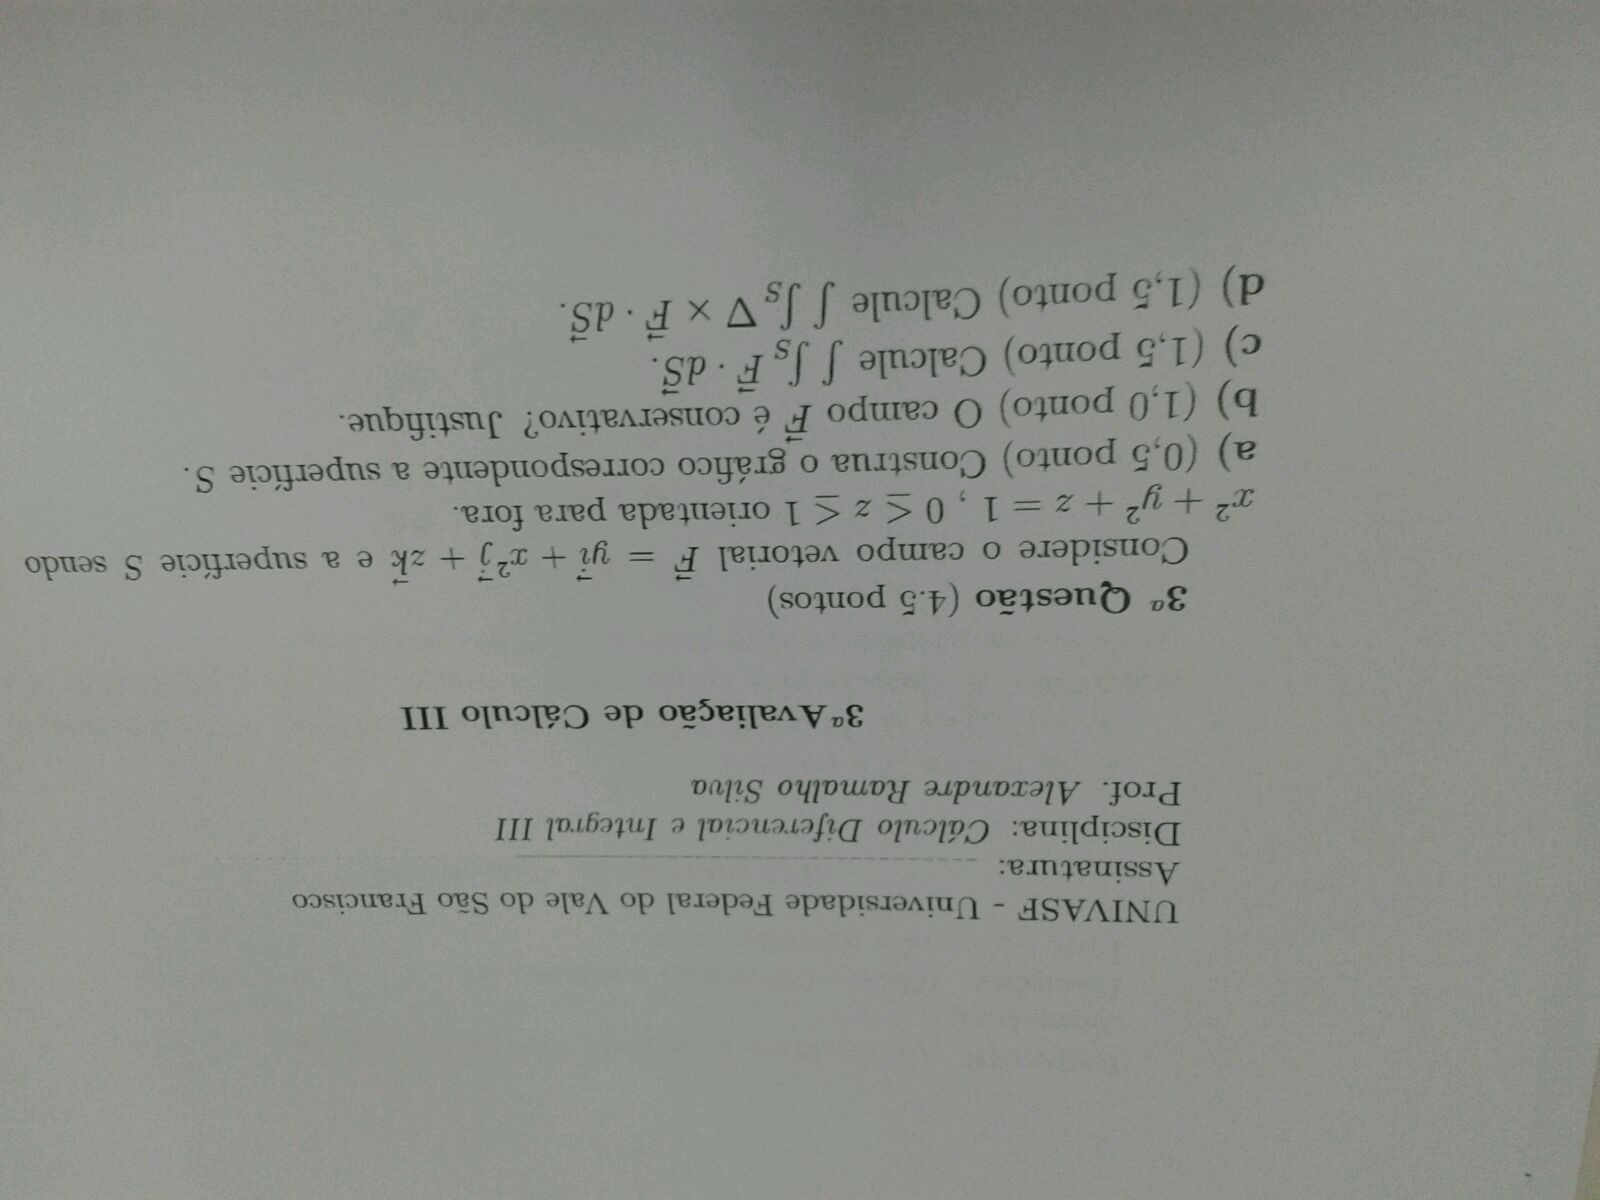 UNIVASF - Universidade Federal do Vale do São Francisco
Assinatura:
Disciplina: Cálculo Diferencial e Integral III
Prof. Alexandre Ramalho Silva
3ª Avaliação de Cálculo III
3ª Questão (4.5 pontos)
Considere o campo vetorial $\vec{F} = y\vec{i} + x^2\vec{j} + z\vec{k}$ e a superfície S sendo
$x^2 + y^2 + z = 1$ , $0 \leq z \leq 1$ orientada para fora.
a) (0,5 ponto) Construa o gráfico correspondente a superfície S.
b) (1,0 ponto) O campo $\vec{F}$ é conservativo? Justifique.
c) (1,5 ponto) Calcule $\int \int_S \vec{F} \cdot d\vec{S}$.
d) (1,5 ponto) Calcule $\int \int_S \nabla \times \vec{F} \cdot d\vec{S}$.